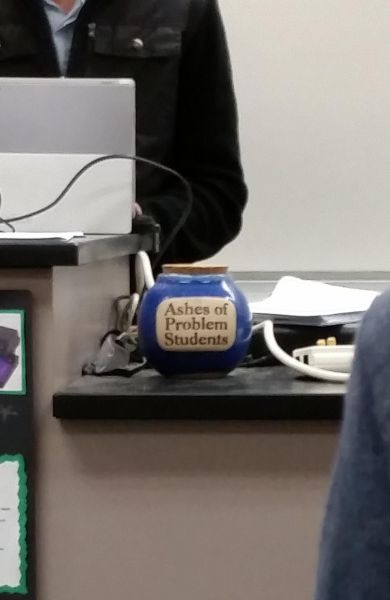 Ashes of
Problem
Students